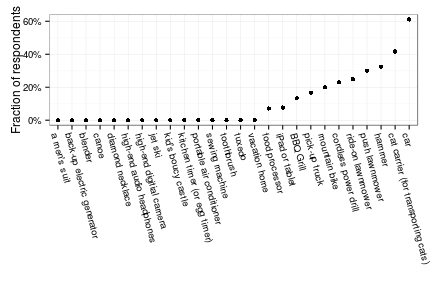 Fraction of respondents
60%
40%
20%
0%
a men's suit
back-up electric generator
blender
canoe
diamond necklace
high-end audio headphones
high-end digital camera
jet ski
kid's boucy castle
kitchen timer (or egg timer)
portable air conditioner
sewing machine
toothbrush
tuxedo
vacation home
food processor
ipad or tablet
BBQ Grill
pick-up truck
mountain bike
cordless power drill
ride-on lawnmower
push lawnmower
hammer
cat carrier (for transporting cats)
car